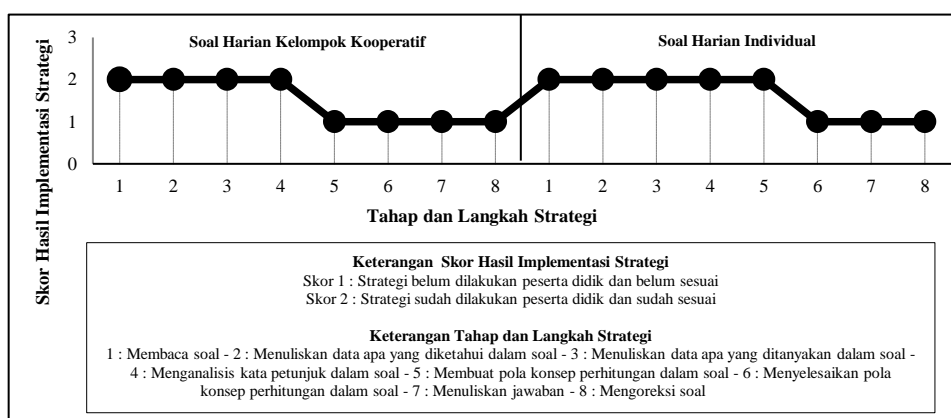 Soal Harian Kelompok Kooperatif
Soal Harian Individual
Skor Hasil Implementasi Strategi
3
2
1
0
1 2 3 4 5 6 7 8 1 2 3 4 5 6 7 8
Tahap dan Langkah Strategi
Keterangan Skor Hasil Implementasi Strategi
Skor 1 : Strategi belum dilakukan peserta didik dan belum sesuai
Skor 2 : Strategi sudah dilakukan peserta didik dan sudah sesuai
Keterangan Tahap dan Langkah Strategi
1 : Membaca soal - 2 : Menuliskan data apa yang diketahui dalam soal - 3 : Menuliskan data apa yang ditanyakan dalam soal -
4 : Menganalisis kata petunjuk dalam soal - 5 : Membuat pola konsep perhitungan dalam soal - 6 : Menyelesaikan pola
konsep perhitungan dalam soal - 7 : Menuliskan jawaban - 8 : Mengoreksi soal